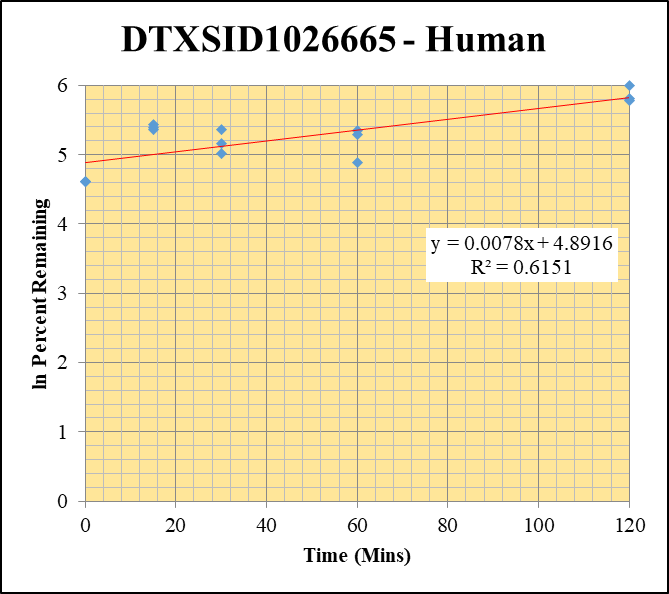 DTXSID1026665 - Human
6
5
4
3
2
1
0
ln Percent Remaining
y = 0.0078x + 4.8916
R² = 0.6151
0 20 40 60 80 100 120
Time (Mins)